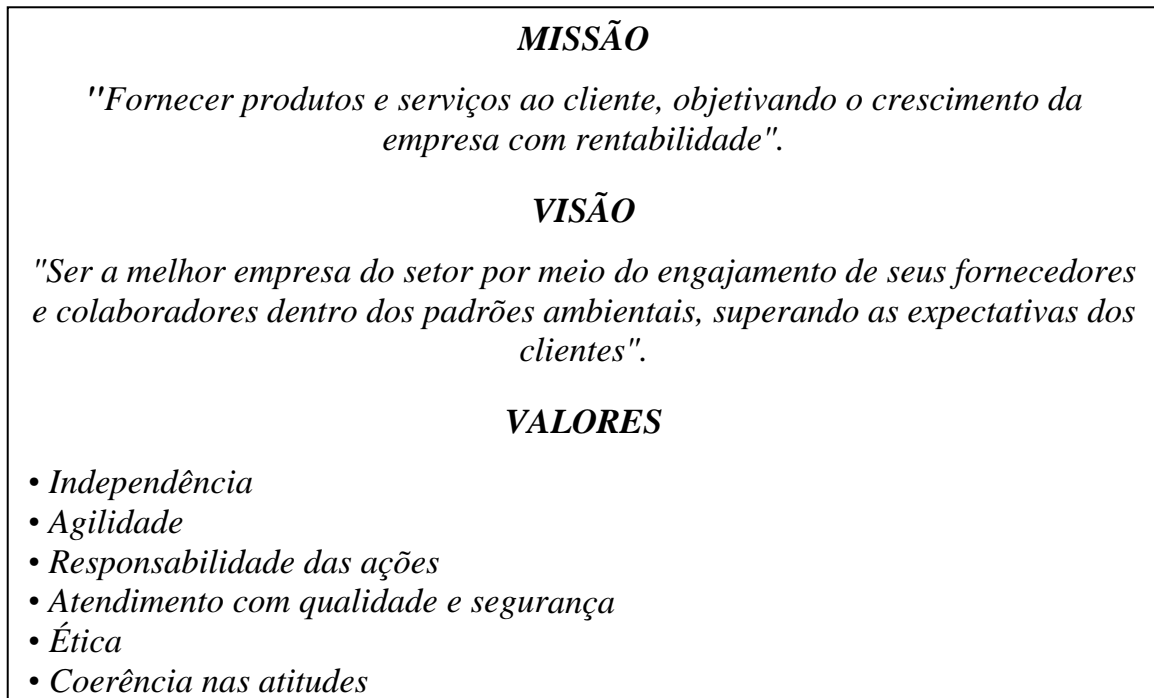 MISSÃO
"Fornecer produtos e serviços ao cliente, objetivando o crescimento da
empresa com rentabilidade".
VISÃO
"Ser a melhor empresa do setor por meio do engajamento de seus fornecedores
e colaboradores dentro dos padrões ambientais, superando as expectativas dos
clientes".
VALORES
• Independência
• Agilidade
• Responsabilidade das ações
• Atendimento com qualidade e segurança
• Ética
• Coerência nas atitudes